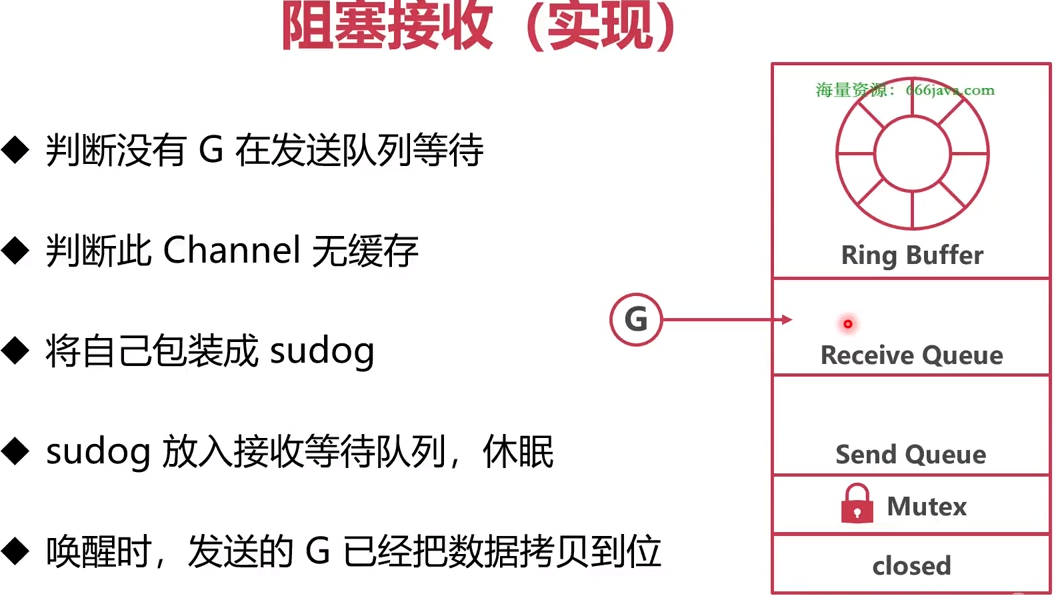 阻塞接收（实现）
◆ 判断没有 G 在发送队列等待
◆ 判断此 Channel 无缓存
◆ 将自己包装成 sudog
◆ sudog 放入接收等待队列，休眠
◆ 唤醒时，发送的 G 已经把数据拷贝到位
海量资源：666java.com
Ring Buffer
G
Receive Queue
Send Queue
Mutex
closed